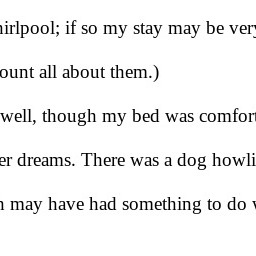 hirlpool; if so my stay may be very
ount all about them.)
well, though my bed was comfort
er dreams. There was a dog howli
may have had something to do